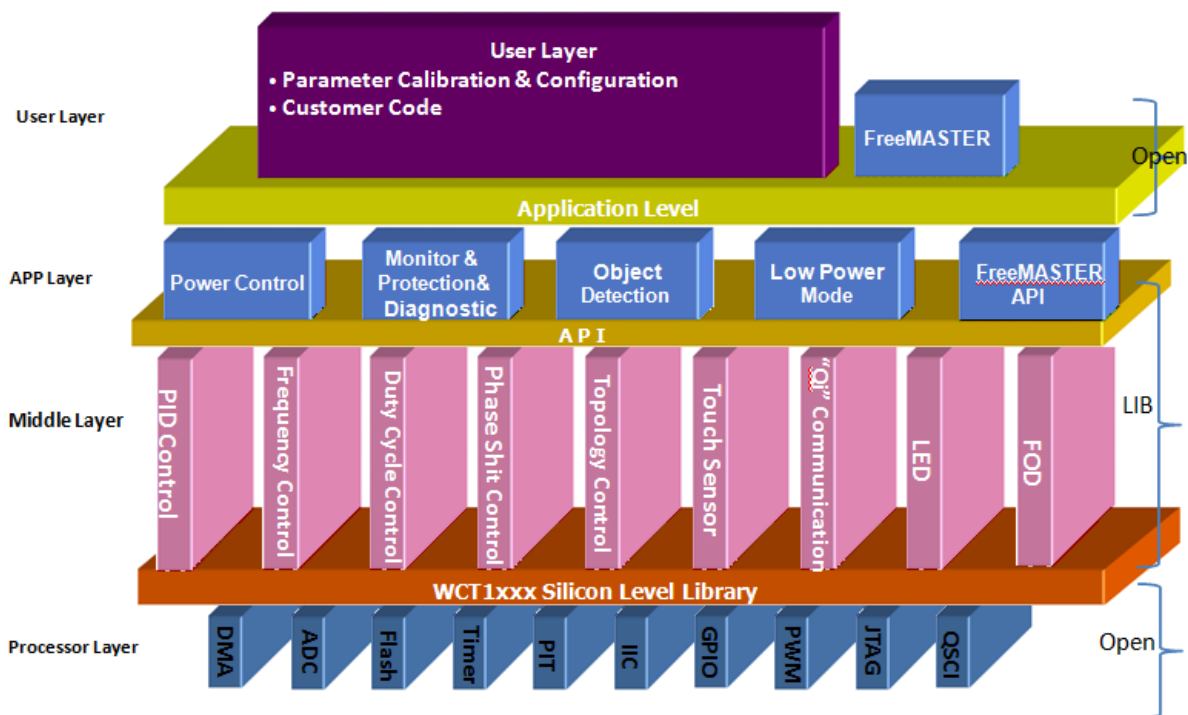 User Layer
• Parameter Calibration & Configuration
• Customer Code
User Layer
FreeMASTER
Open
Application Level
APP Layer
Power Control
Monitor &
Protection&
Diagnostic
Object
Detection
Low Power
Mode
FreeMASTER
API
A P I
Middle Layer
PID Control
Frequency Control
Duty Cycle Control
Phase Shit Control
Topology Control
Touch Sensor
“Qi” Communication
LED
FOD
LIB
WCT1xxx Silicon Level Library
Processor Layer
DMA
ADC
Flash
Timer
PIT
IIC
GPIO
PWM
JTAG
QSCI
Open